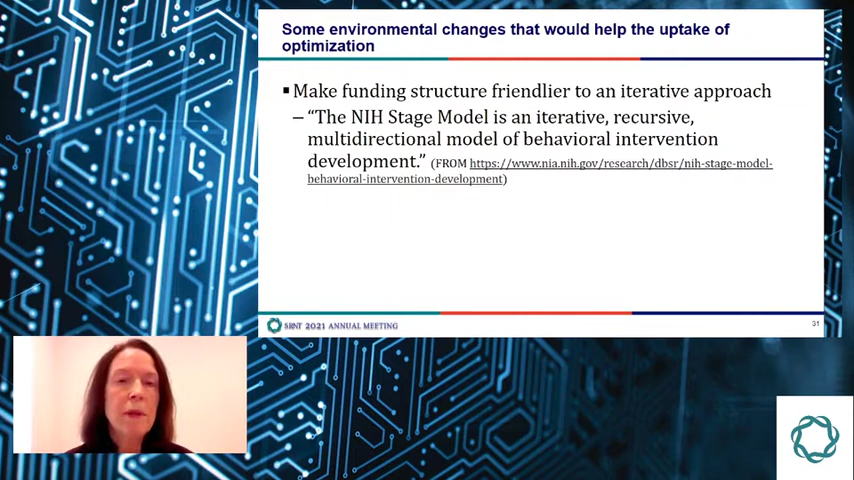 Some environmental changes that would help the uptake of
optimization
▪ Make funding structure friendlier to an iterative approach
– “The NIH Stage Model is an iterative, recursive,
multidirectional model of behavioral intervention
development.” (FROM https://www.nia.nih.gov/research/dbsr/nih-stage-model-
behavioral-intervention-development)
SRNT 2021 ANNUAL MEETING
31